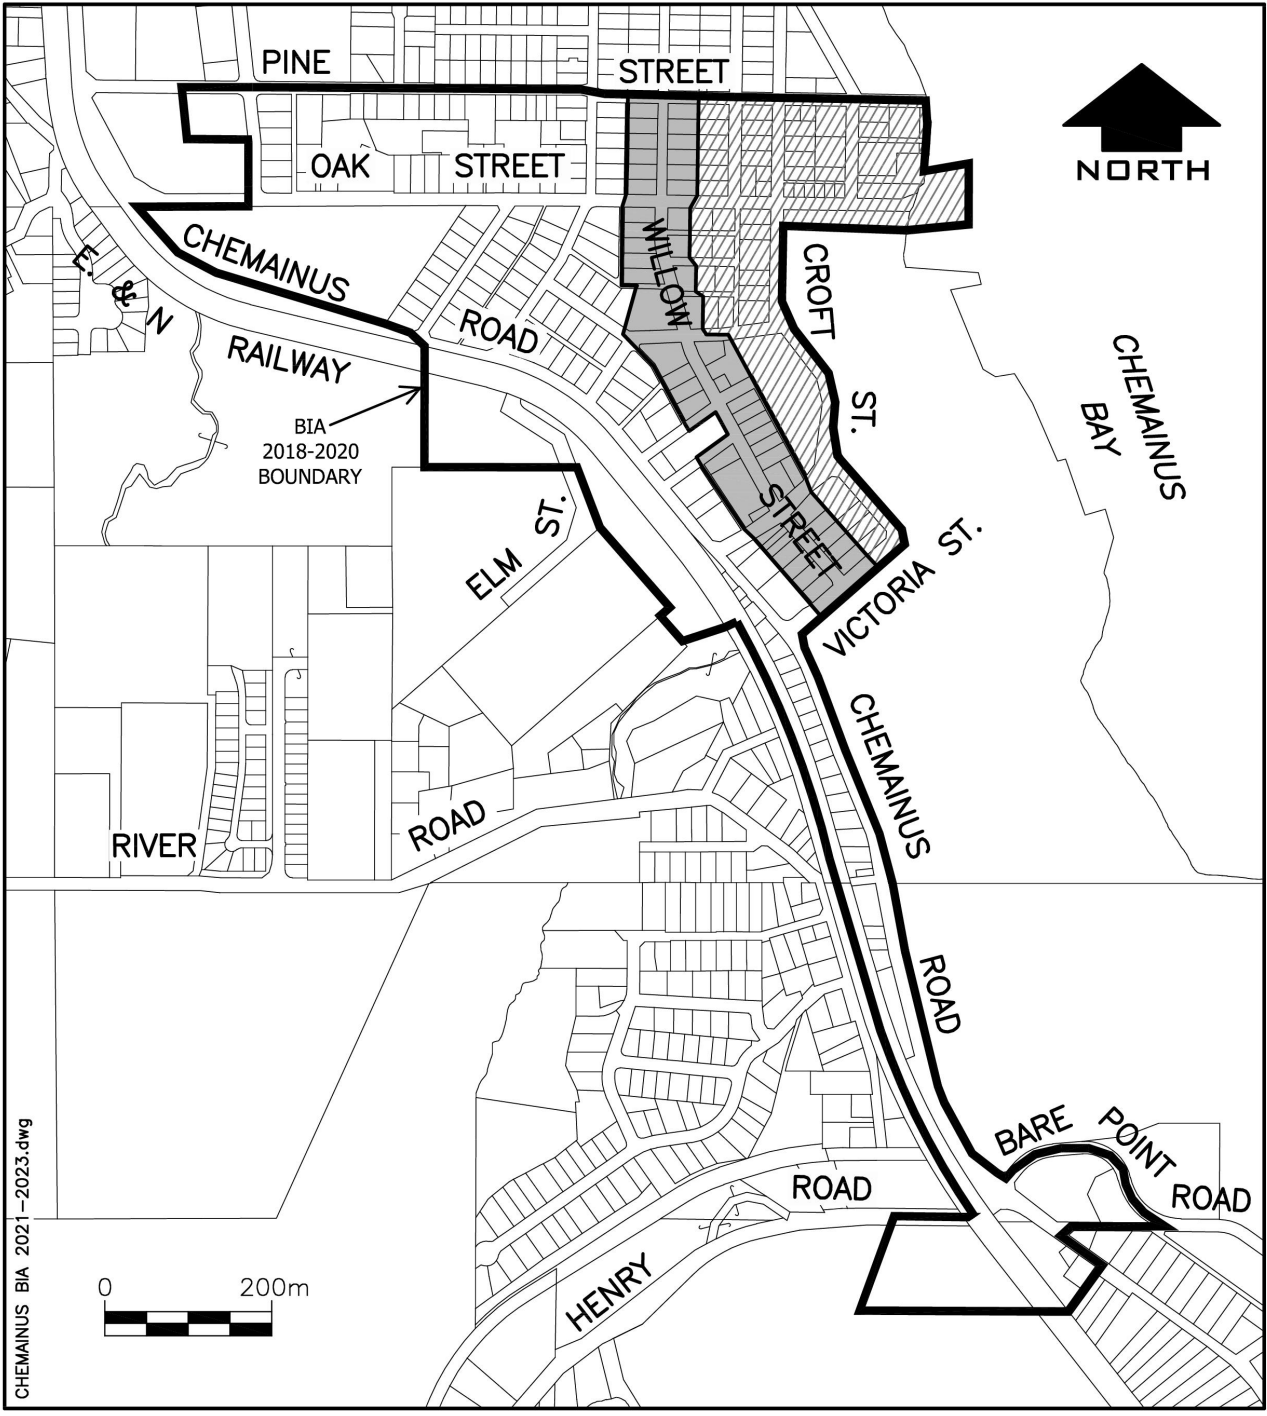 PINE
STREET
NORTH
OAK STREET
WILLOW
CHEMAINUS
CROFT
E. & N
ROAD
RAILWAY
CHEMAINUS
BAY
ST.
BIA
2018-2020
BOUNDARY
STREET
ST.
ELM
VICTORIA ST.
CHEMAINUS
RIVER
ROAD
ROAD
BARE POINT
ROAD
ROAD
HENRY
0 200m
CHEMAINUS BIA 2021-2023.dwg